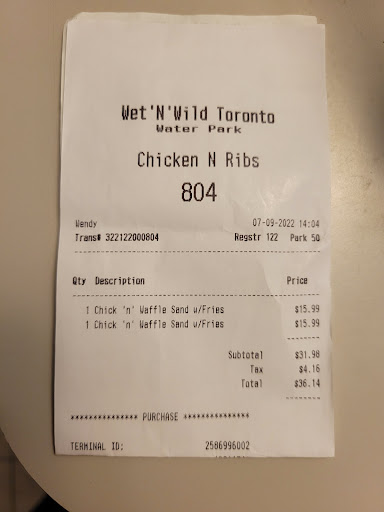 Wet'N'Wild Toronto
Water Park
Chicken N Ribs
804
Wendy 07-09-2022 14:04
Trans# 322122000804 Regstr 122 Park 50
Qty Description Price
1 Chick 'n' Waffle Sand w/Fries $15.99
1 Chick 'n' Waffle Sand w/Fries $15.99
Subtotal $31.98
Tax $4.16
Total $36.14
*************** PURCHASE ***************
TERMINAL ID: 2586996002